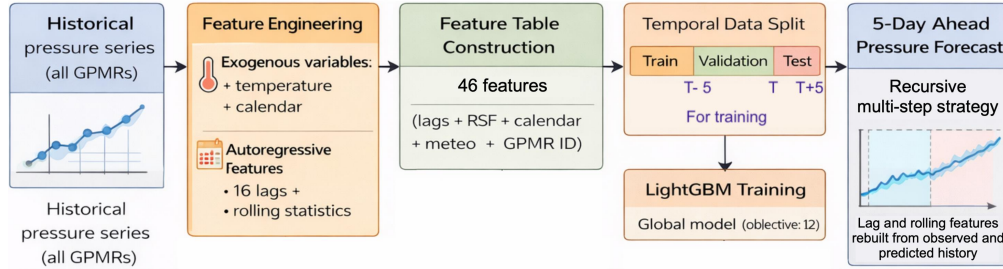 Historical
pressure series
(all GPMRs)
Historical
pressure series
(all GPMRs)
Feature Engineering
Exogenous variables:
+ temperature
+ calendar
Autoregressive
Features
• 16 lags +
• rolling statistics
Feature Table
Construction
46 features
(lags + RSF + calendar
+ meteo + GPMR ID)
Temporal Data Split
Train Validation Test
T- 5 T T+5
For training
LightGBM Training
Global model (objective: 12)
5-Day Ahead
Pressure Forecast
Recursive
multi-step strategy
Lag and rolling features
rebuilt from observed and
predicted history